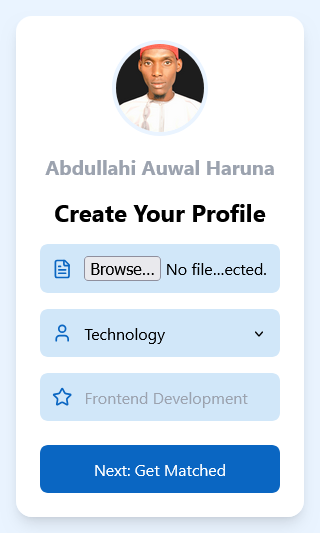 Abdullahi Auwal Haruna
Create Your Profile
Browse... No file...ected.
Technology
Frontend Development
Next: Get Matched